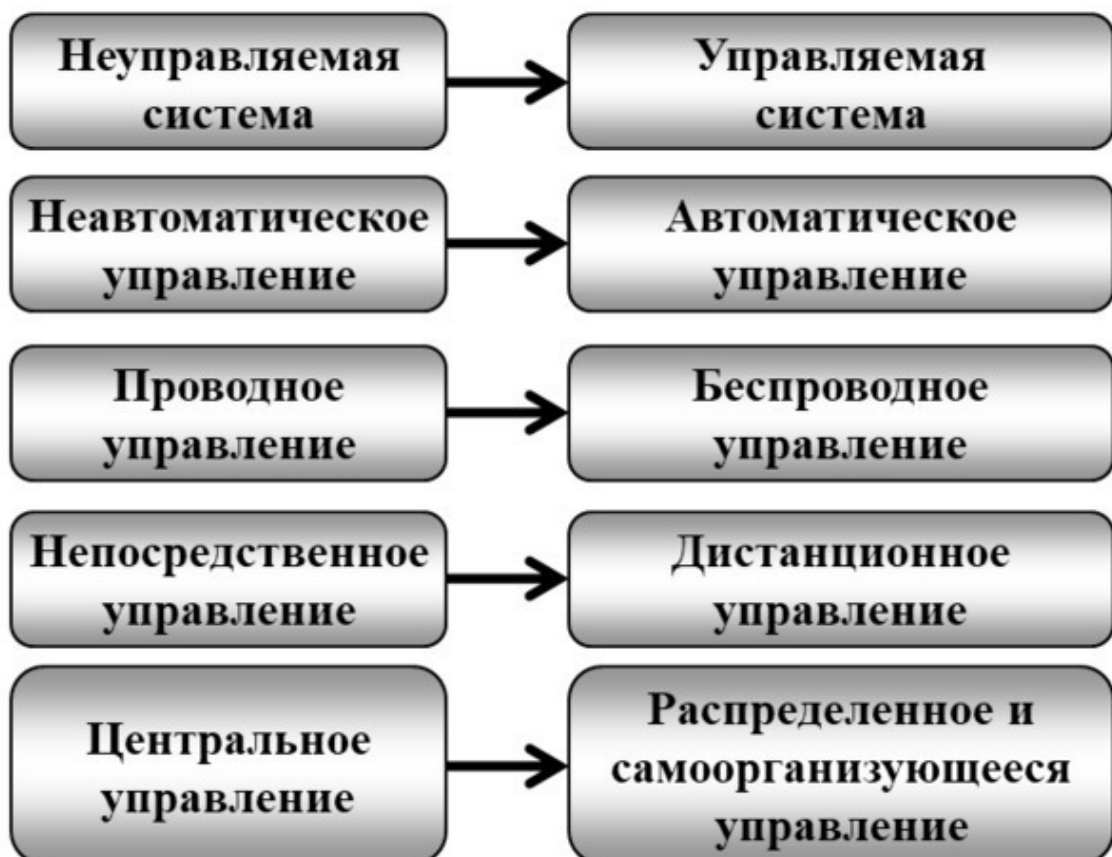 Неуправляемая
система
Управляемая
система
Неавтоматическое
управление
Автоматическое
управление
Проводное
управление
Беспроводное
управление
Непосредственное
управление
Дистанционное
управление
Центральное
управление
Распределенное и
самоорганизующееся
управление